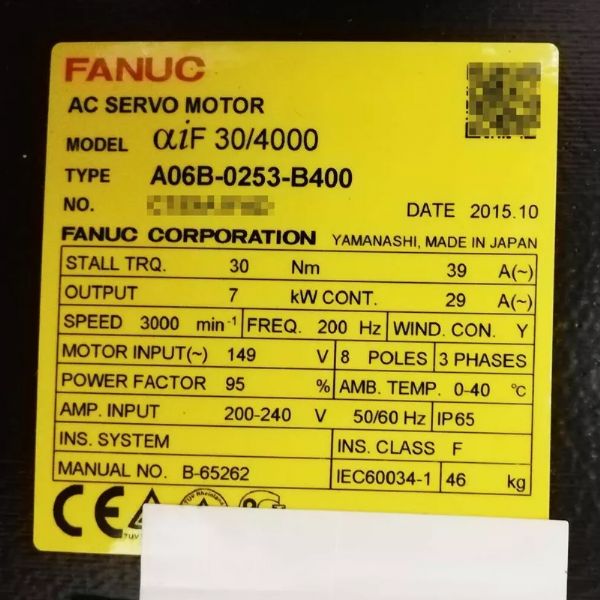 FANUC
AC SERVO MOTOR
MODEL αiF 30/4000
TYPE A06B-0253-B400
NO.
DATE 2015.10
FANUC CORPORATION YAMANASHI, MADE IN JAPAN
STALL TRQ. 30 Nm 39 A(~)
OUTPUT 7 kW CONT. 29 A(~)
SPEED 3000 min-1 FREQ. 200 Hz WIND. CON. Y
MOTOR INPUT(~) 149 V 8 POLES 3 PHASES
POWER FACTOR 95 % AMB. TEMP. 0-40 ℃
AMP. INPUT 200-240 V 50/60 Hz IP65
INS. SYSTEM INS. CLASS F
MANUAL NO. B-65262 IEC60034-1 46 kg
CE